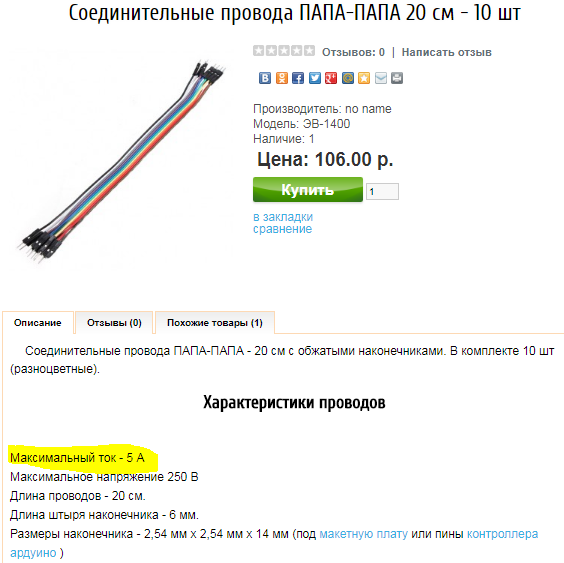 Соединительные провода ПАПА-ПАПА 20 см - 10 шт
Отзывов: 0 | Написать отзыв
Производитель: no name
Модель: ЭВ-1400
Наличие: 1
Цена: 106.00 р.
Купить 1
в закладки
сравнение
Описание Отзывы (0) Похожие товары (1)
Соединительные провода ПАПА-ПАПА - 20 см с обжатыми наконечниками. В комплекте 10 шт
(разноцветные).
Характеристики проводов
Максимальный ток - 5 А
Максимальное напряжение 250 В
Длина проводов - 20 см.
Длина штыря наконечника - 6 мм.
Размеры наконечника - 2,54 мм х 2,54 мм х 14 мм (под макетную плату или пины контроллера
ардуино )